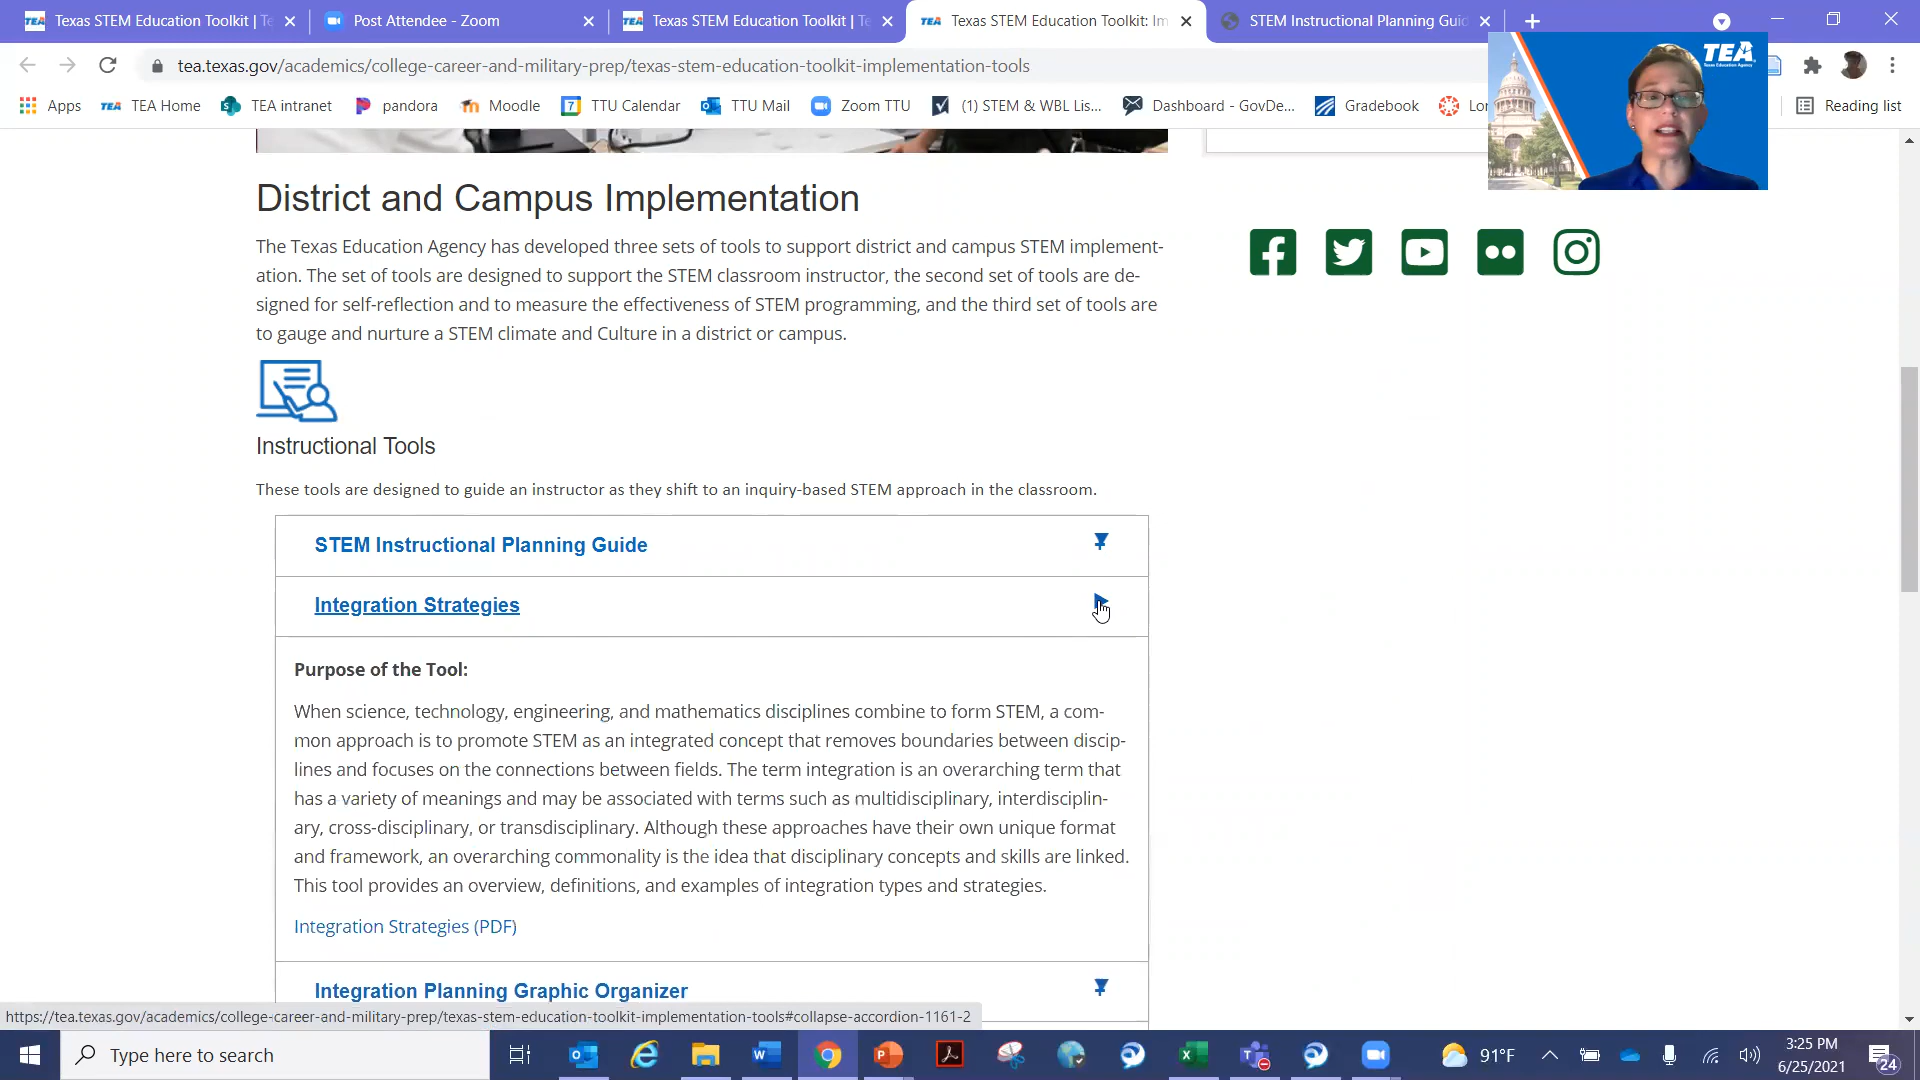 TEA Texas STEM Education Toolkit | Te
Post Attendee - Zoom
TEA Texas STEM Education Toolkit | Te
TEA Texas STEM Education Toolkit: Im
STEM Instructional Planning Guid
tea.texas.gov/academics/college-career-and-military-prep/texas-stem-education-toolkit-implementation-tools
TEA
Texas Education Agency
Apps
TEA TEA Home
TEA intranet
pandora
Moodle
7 TTU Calendar
TTU Mail
Zoom TTU
(1) STEM & WBL Lis...
Dashboard - GovDe...
Gradebook
Lo
Reading list
District and Campus Implementation
The Texas Education Agency has developed three sets of tools to support district and campus STEM implement-
ation. The set of tools are designed to support the STEM classroom instructor, the second set of tools are de-
signed for self-reflection and to measure the effectiveness of STEM programming, and the third set of tools are
to gauge and nurture a STEM climate and Culture in a district or campus.
Instructional Tools
These tools are designed to guide an instructor as they shift to an inquiry-based STEM approach in the classroom.
STEM Instructional Planning Guide
Integration Strategies
Purpose of the Tool:
When science, technology, engineering, and mathematics disciplines combine to form STEM, a com-
mon approach is to promote STEM as an integrated concept that removes boundaries between discip-
lines and focuses on the connections between fields. The term integration is an overarching term that
has a variety of meanings and may be associated with terms such as multidisciplinary, interdisciplin-
ary, cross-disciplinary, or transdisciplinary. Although these approaches have their own unique format
and framework, an overarching commonality is the idea that disciplinary concepts and skills are linked.
This tool provides an overview, definitions, and examples of integration types and strategies.
Integration Strategies (PDF)
Integration Planning Graphic Organizer
https://tea.texas.gov/academics/college-career-and-military-prep/texas-stem-education-toolkit-implementation-tools#collapse-accordion-1161-2
Type here to search
91°F
3:25 PM
6/25/2021
24